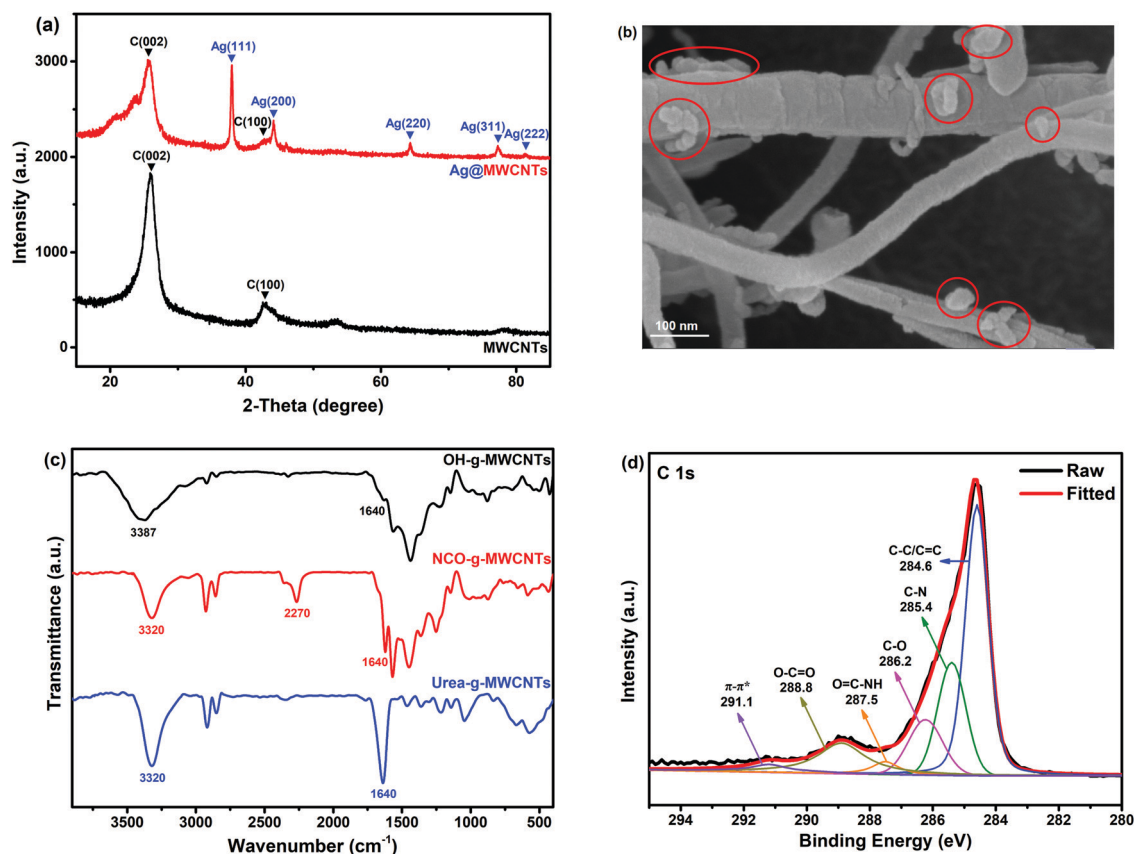 (a)
C(002)
Ag(111)
3000
Ag(200)
C(100)
Ag(220)
Ag(311)
Ag(222)
2000
C(002)
Ag@MWCNTs
1000
C(100)
0
MWCNTs
20 40 60 80
2-Theta (degree)
Intensity (a.u.)
(b)
100 nm
(c)
OH-g-MWCNTs
1640
3387
NCO-g-MWCNTs
2270
3320
1640
Urea-g-MWCNTs
3320
1640
3500 3000 2500 2000 1500 1000 500
Wavenumber (cm⁻¹)
Transmittance (a.u.)
(d)
C 1s
Raw
Fitted
C-C/C=C
284.6
C-N
285.4
C-O
286.2
O=C-NH
287.5
O-C=O
288.8
π-π*
291.1
294 292 290 288 286 284 282 280
Binding Energy (eV)
Intensity (a.u.)